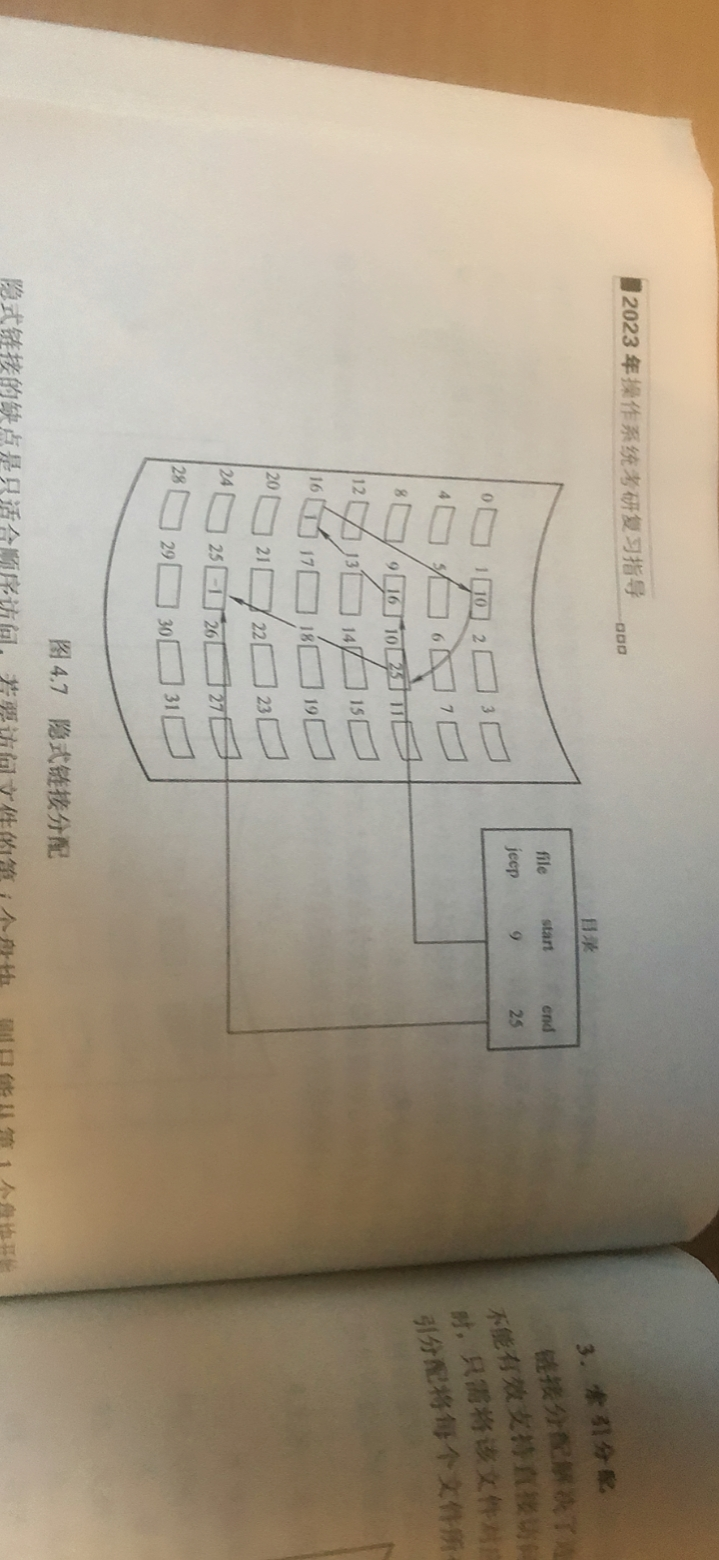 2023年操作系统考研复习指导
目录
file start end
jeep 9 25
0 1 10 2 3
4 5 6 7
8 9 16 10 25 11
12 13 14 15
16 1 17 18 19
20 21 22 23
24 25 -1 26 27
28 29 30 31
图 4.7 隐式链接分配
隐式链接的缺点是只适合顺序访问，若要访问文件的第 i 个盘块，则只能从第 1 个盘块开始
3. 索引分配
链接分配解决了
不能有效支持直接访问
时，只需将该文件对应
引分配将每个文件所